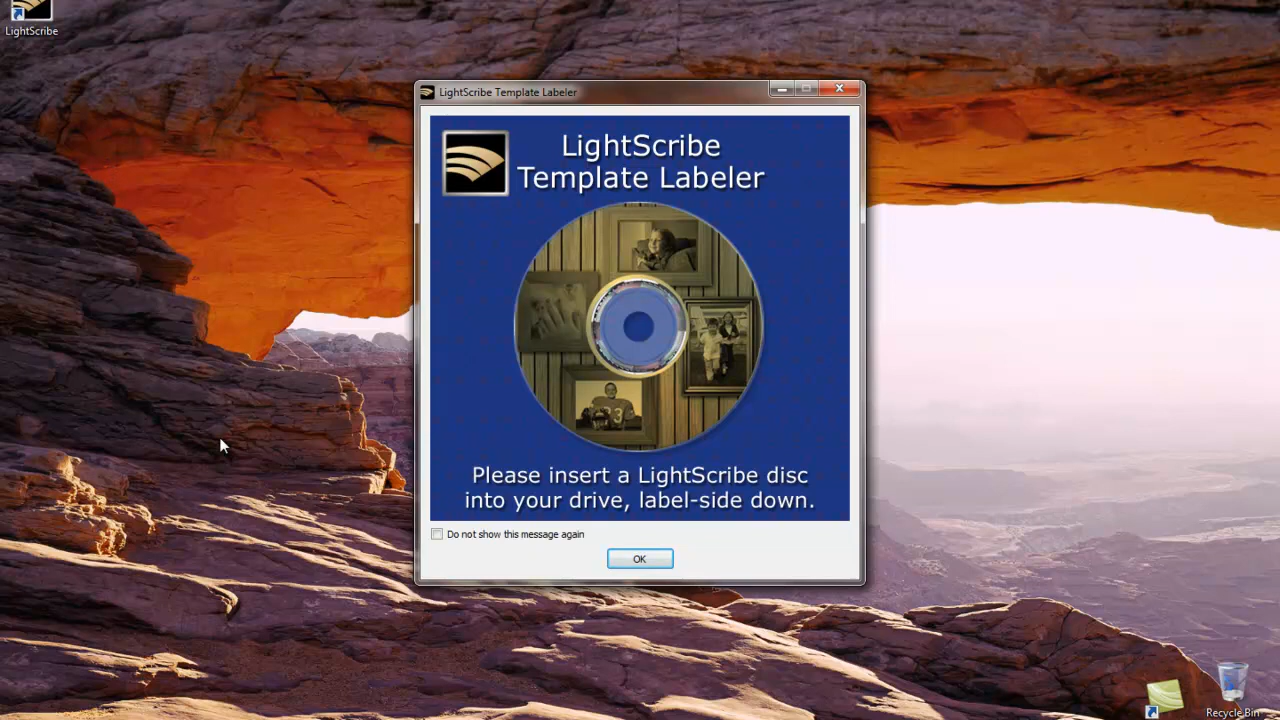 LightScribe
LightScribe Template Labeler
LightScribe
Template Labeler
Please insert a LightScribe disc
into your drive, label-side down.
Do not show this message again
OK
Recycle Bin